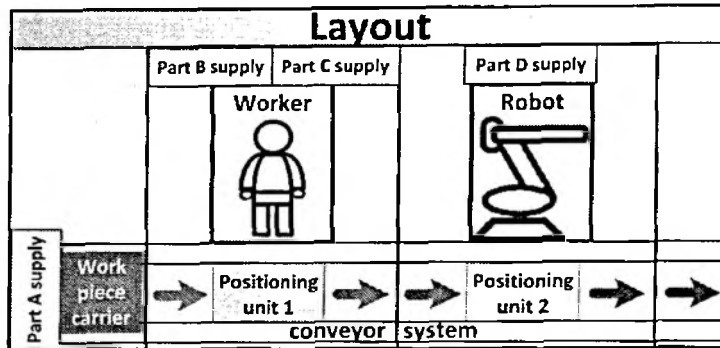 Layout
Part B supply Part C supply Part D supply
Worker Robot
Part A supply
Work
piece
carrier
Positioning
unit 1
Positioning
unit 2
conveyor system